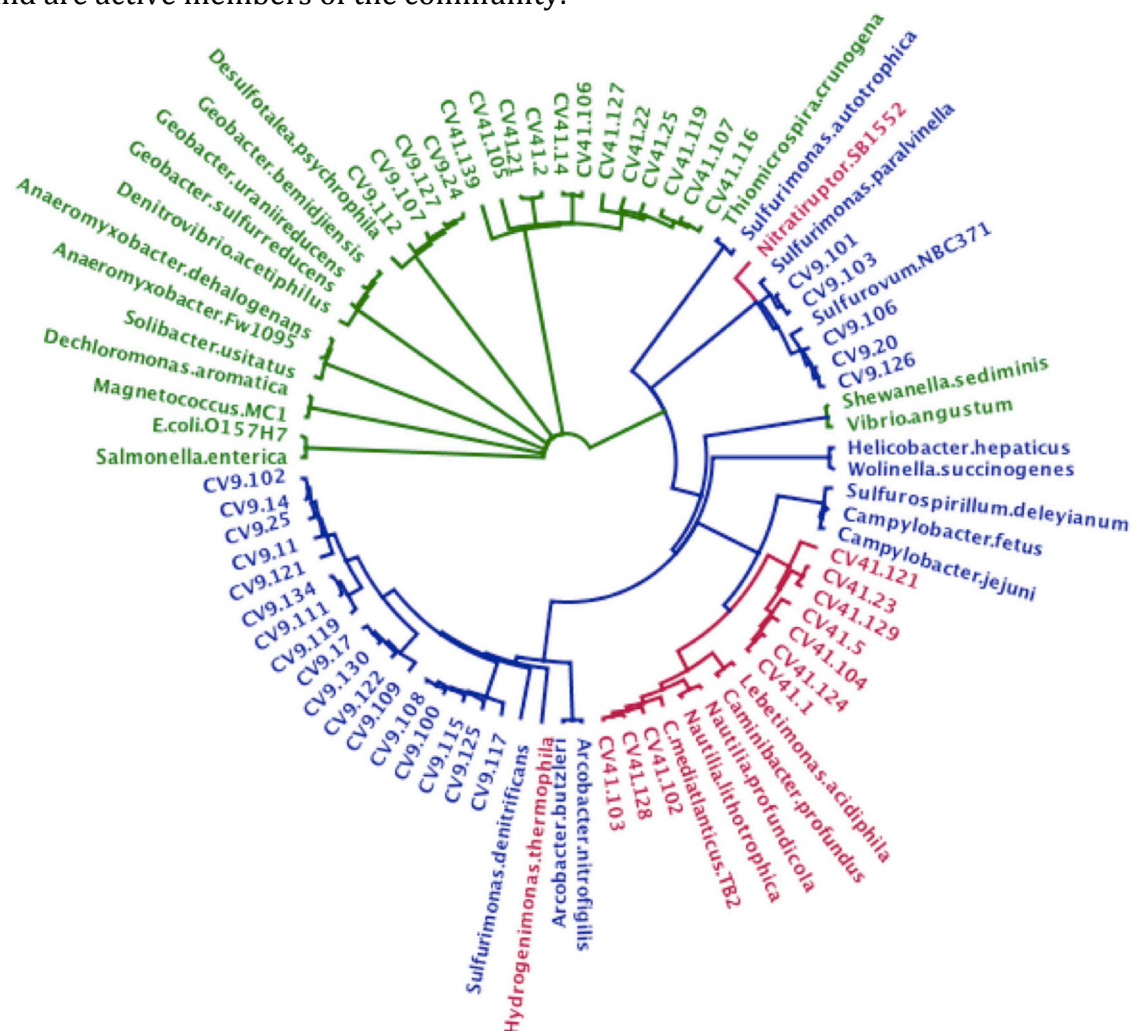 nd are active members of the community.
Desulfotalea.psychrophila
Geobacter.bemidjiensis
Geobacter.uraniireducens
Geobacter.sulfurreducens
Denitrovibrio.acetiphilus
Anaeromyxobacter.dehalogenans
Anaeromyxobacter.Fw1095
Solibacter.usitatus
Dechloromonas.aromatica
Magnetococcus.MC1
E.coli.O157H7
Salmonella.enterica
CV9.112
CV9.107
CV9.127
CV9.24
CV41.139
CV41.105
CV41.21
CV41.2
CV41.14
CV41.106
CV41.127
CV41.22
CV41.25
CV41.119
CV41.107
CV41.116
Thiomicrospira.crunogena
Sulfurimonas.autotrophica
Nitratiruptor.SB1552
Sulfurimonas.paralvinella
CV9.101
CV9.103
Sulfurovum.NBC371
CV9.106
CV9.20
CV9.126
Shewanella.sediminis
Vibrio.angustum
Helicobacter.hepaticus
Wolinella.succinogenes
Sulfurospirillum.deleyianum
Campylobacter.fetus
Campylobacter.jejuni
CV41.121
CV41.23
CV41.129
CV41.5
CV41.104
CV41.124
CV41.1
Lebetimonas.acidiphila
Caminibacter.profundus
Nautilia.profundicola
Nautilia.lithotrophica
C.mediatlanticus.TB2
CV41.102
CV41.128
CV41.103
Arcobacter.nitrofigilis
Arcobacter.butzleri
Hydrogenimonas.thermophila
Sulfurimonas.denitrificans
CV9.117
CV9.125
CV9.115
CV9.100
CV9.108
CV9.109
CV9.122
CV9.130
CV9.17
CV9.119
CV9.111
CV9.134
CV9.121
CV9.11
CV9.25
CV9.14
CV9.102